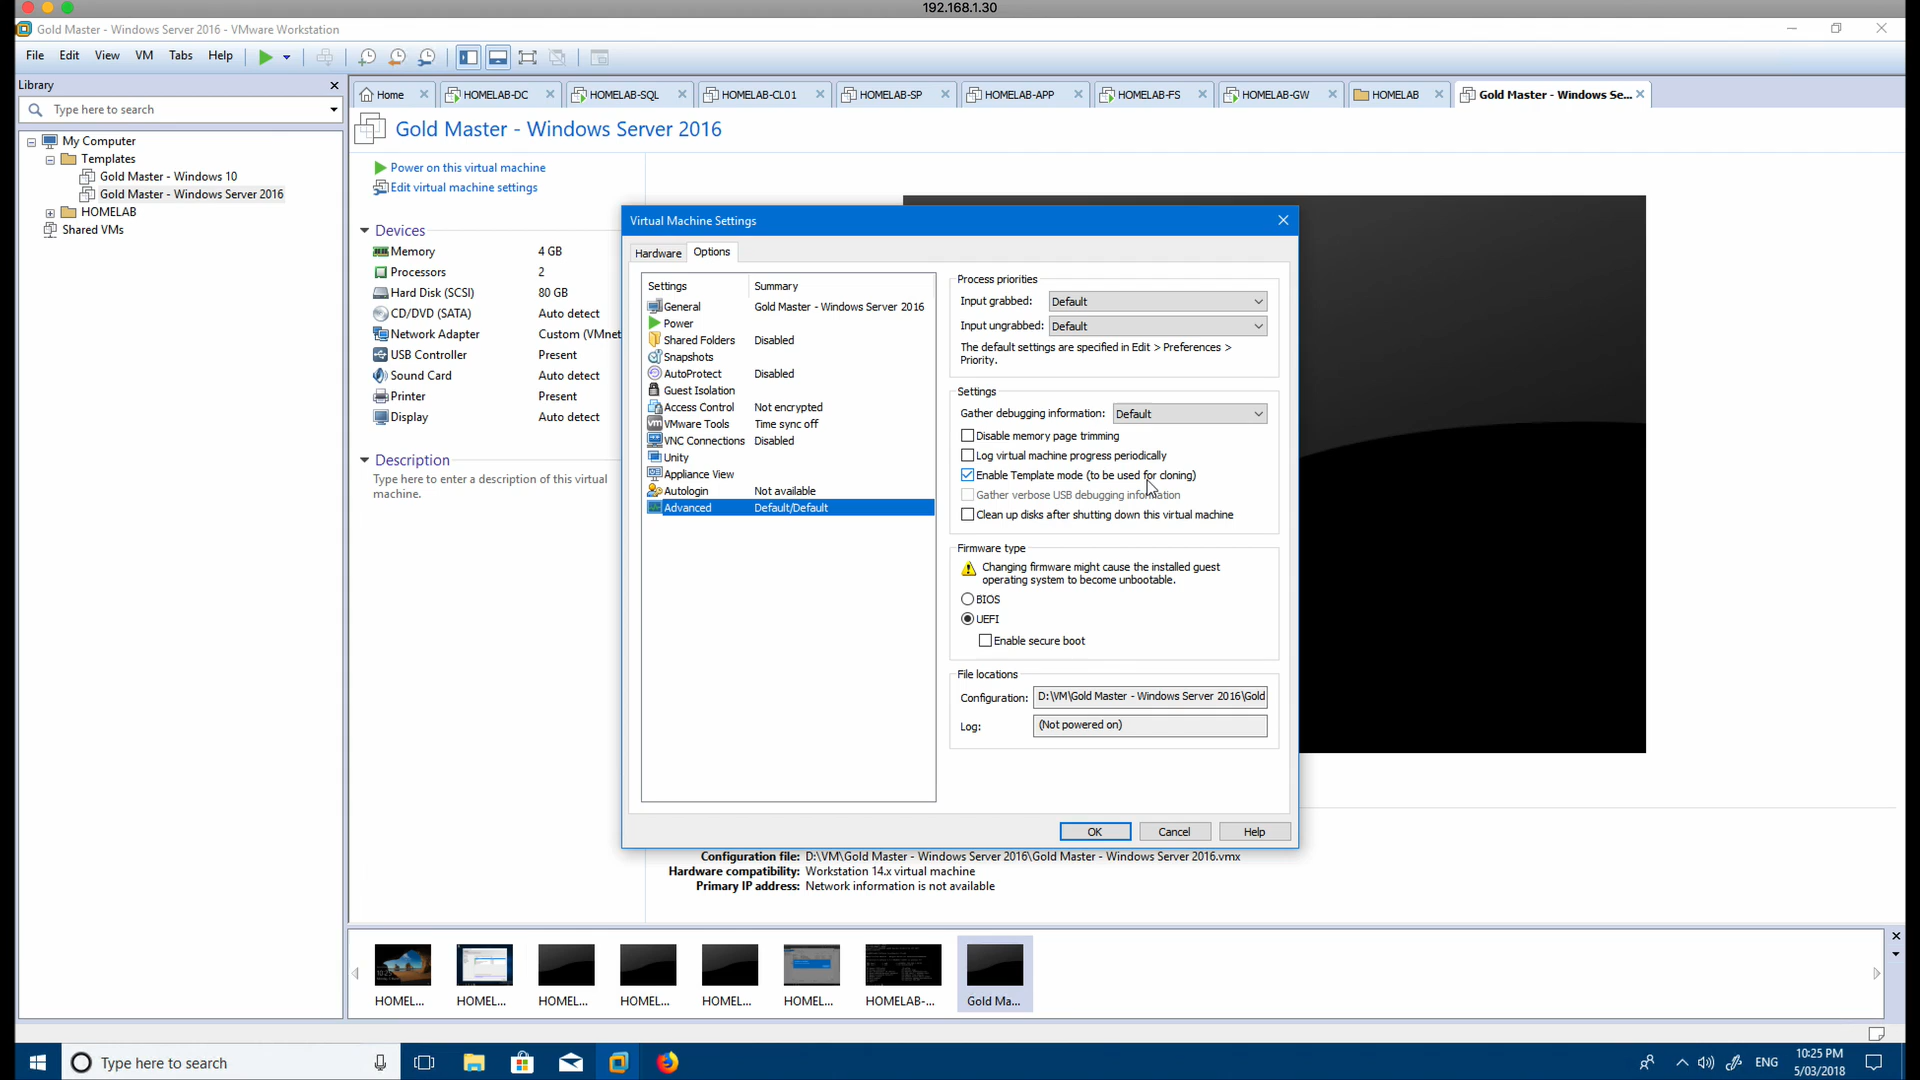 192.168.1.30
Gold Master - Windows Server 2016 - VMware Workstation
File Edit View VM Tabs Help
Library
Type here to search
My Computer
Templates
Gold Master - Windows 10
Gold Master - Windows Server 2016
HOMELAB
Shared VMs
Home
HOMELAB-DC
HOMELAB-SQL
HOMELAB-CL01
HOMELAB-SP
HOMELAB-APP
HOMELAB-FS
HOMELAB-GW
HOMELAB
Gold Master - Windows Se...
Gold Master - Windows Server 2016
Power on this virtual machine
Edit virtual machine settings
Devices
Memory 4 GB
Processors 2
Hard Disk (SCSI) 80 GB
CD/DVD (SATA) Auto detect
Network Adapter Custom (VMnet
USB Controller Present
Sound Card Auto detect
Printer Present
Display Auto detect
Description
Type here to enter a description of this virtual
machine.
Virtual Machine Settings
Hardware Options
Settings Summary
General Gold Master - Windows Server 2016
Power
Shared Folders Disabled
Snapshots
AutoProtect Disabled
Guest Isolation
Access Control Not encrypted
VMware Tools Time sync off
VNC Connections Disabled
Unity
Appliance View
Autologin Not available
Advanced Default/Default
Process priorities
Input grabbed: Default
Input ungrabbed: Default
The default settings are specified in Edit > Preferences >
Priority.
Settings
Gather debugging information: Default
Disable memory page trimming
Log virtual machine progress periodically
Enable Template mode (to be used for cloning)
Gather verbose USB debugging information
Clean up disks after shutting down this virtual machine
Firmware type
Changing firmware might cause the installed guest
operating system to become unbootable.
BIOS
UEFI
Enable secure boot
File locations
Configuration: D:\VM\Gold Master - Windows Server 2016\Gold
Log: (Not powered on)
OK Cancel Help
Configuration file: D:\VM\Gold Master - Windows Server 2016\Gold Master - Windows Server 2016.vmx
Hardware compatibility: Workstation 14.x virtual machine
Primary IP address: Network information is not available
HOMEL...
HOMEL...
HOMEL...
HOMEL...
HOMEL...
HOMEL...
HOMELAB-...
Gold Ma...
Type here to search
ENG
10:25 PM
5/03/2018